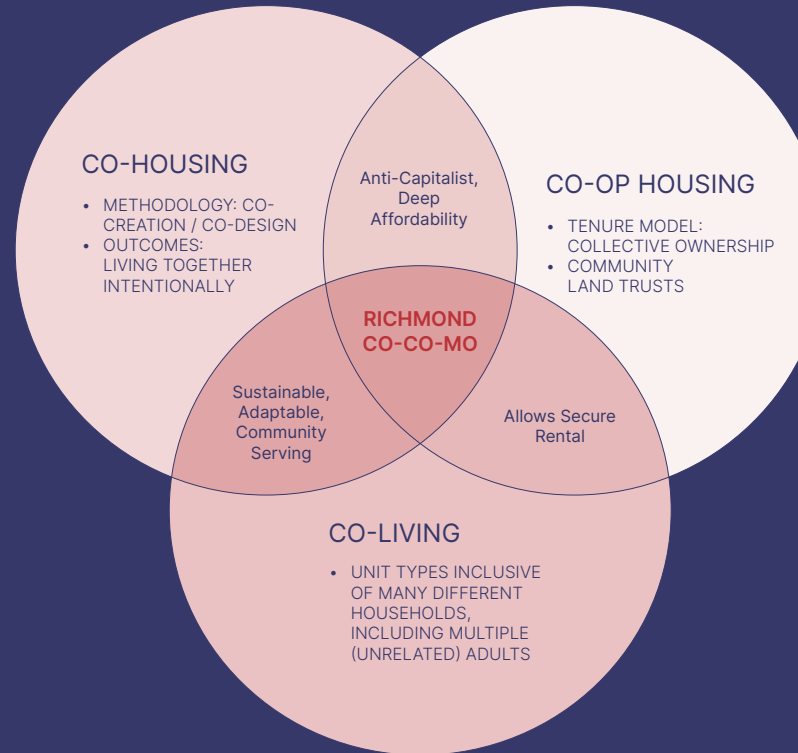 CO-HOUSING
• METHODOLOGY: CO-
CREATION / CO-DESIGN
• OUTCOMES:
LIVING TOGETHER
INTENTIONALLY
Anti-Capitalist,
Deep
Affordability
CO-OP HOUSING
• TENURE MODEL:
COLLECTIVE OWNERSHIP
• COMMUNITY
LAND TRUSTS
RICHMOND
CO-CO-MO
Sustainable,
Adaptable,
Community
Serving
Allows Secure
Rental
CO-LIVING
• UNIT TYPES INCLUSIVE
OF MANY DIFFERENT
HOUSEHOLDS,
INCLUDING MULTIPLE
(UNRELATED) ADULTS